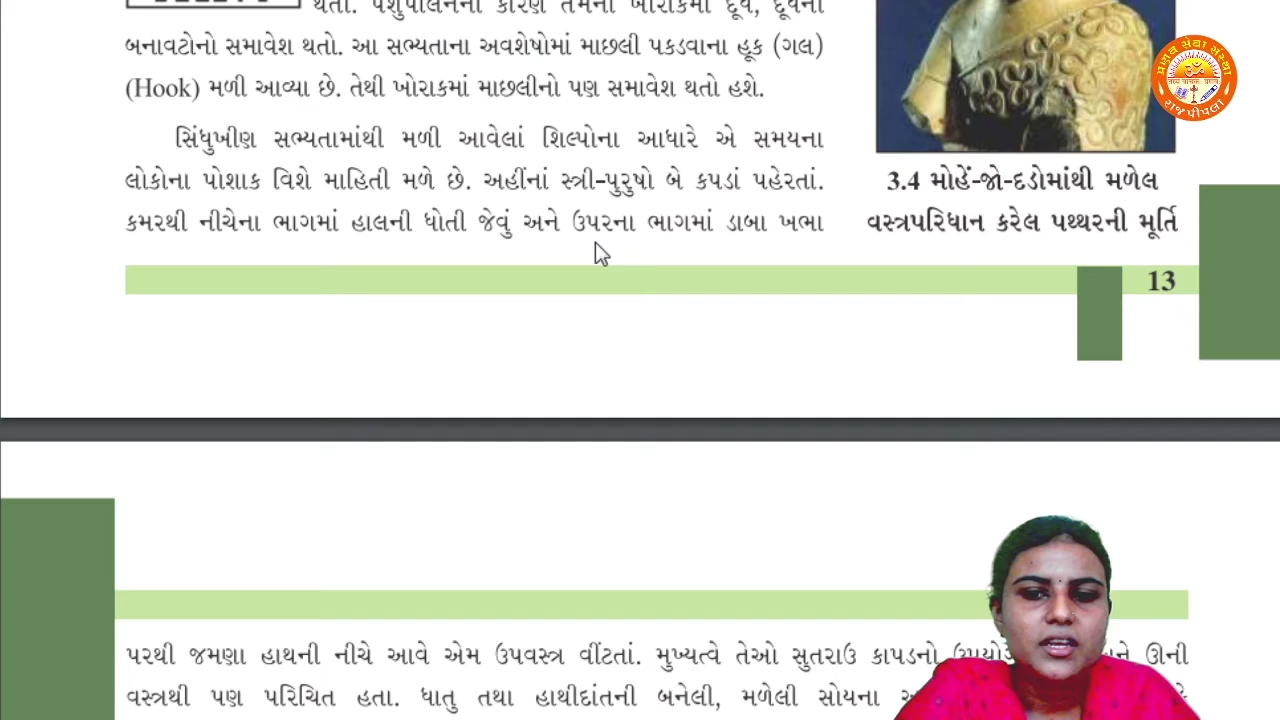 થતો. પશુપાલનના કારણે તેમના ખોરાકમાં દૂધ, દૂધની
બનાવટોનો સમાવેશ થતો. આ સભ્યતાના અવશેષોમાં માછલી પકડવાના હૂક (ગલ)
(Hook) મળી આવ્યા છે. તેથી ખોરાકમાં માછલીનો પણ સમાવેશ થતો હશે.
સિંધુખીણ સભ્યતામાંથી મળી આવેલાં શિલ્પોના આધારે એ સમયના
લોકોના પોશાક વિશે માહિતી મળે છે. અહીંનાં સ્ત્રી-પુરુષો બે કપડાં પહેરતાં.
કમરથી નીચેના ભાગમાં હાલની ધોતી જેવું અને ઉપરના ભાગમાં ડાબા ખભા
3.4 મોહેં-જો-દડોમાંથી મળેલ
વસ્ત્રપરિધાન કરેલ પથ્થરની મૂર્તિ
પ્રણવ સેવા સંસ્થા
રાજપીપલા
13
પરથી જમણા હાથની નીચે આવે એમ ઉપવસ્ત્ર વીંટતાં. મુખ્યત્વે તેઓ સુતરાઉ કાપડનો ઊની
વસ્ત્રથી પણ પરિચિત હતા. ધાતુ તથા હાથીદાંતની બનેલી, મળેલી સોયના